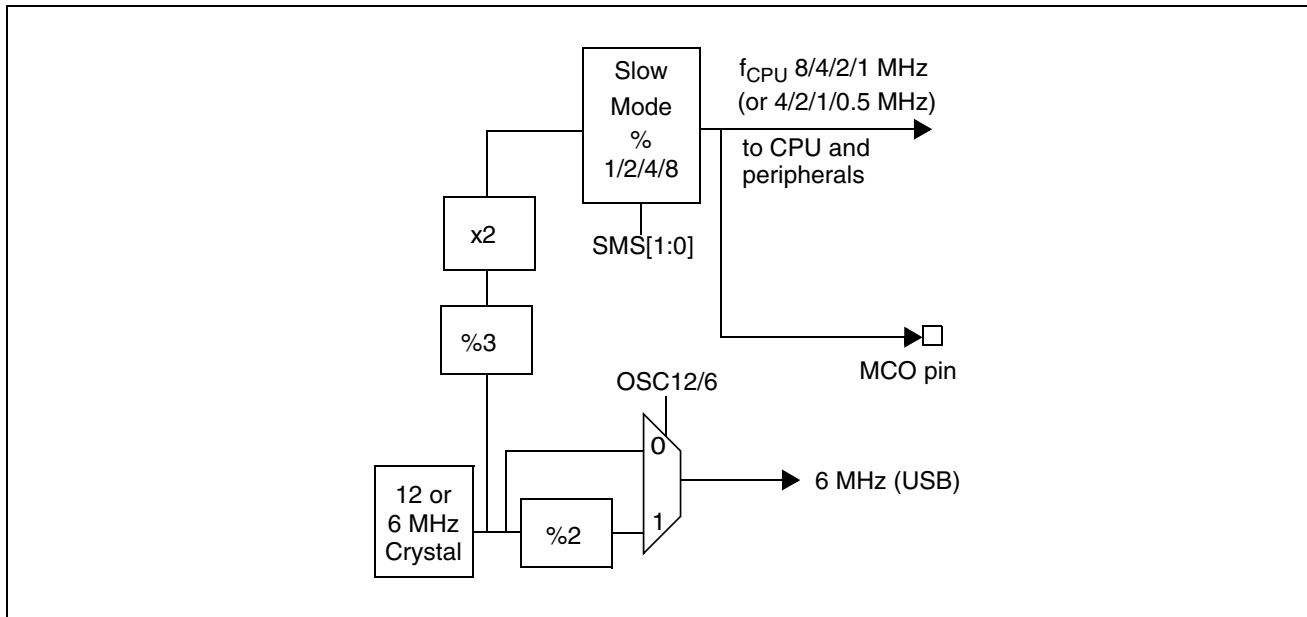 Slow
Mode
%
1/2/4/8
fCPU 8/4/2/1 MHz
(or 4/2/1/0.5 MHz)
to CPU and
peripherals
x2
SMS[1:0]
%3
MCO pin
OSC12/6
0
1
6 MHz (USB)
12 or
6 MHz
Crystal
%2